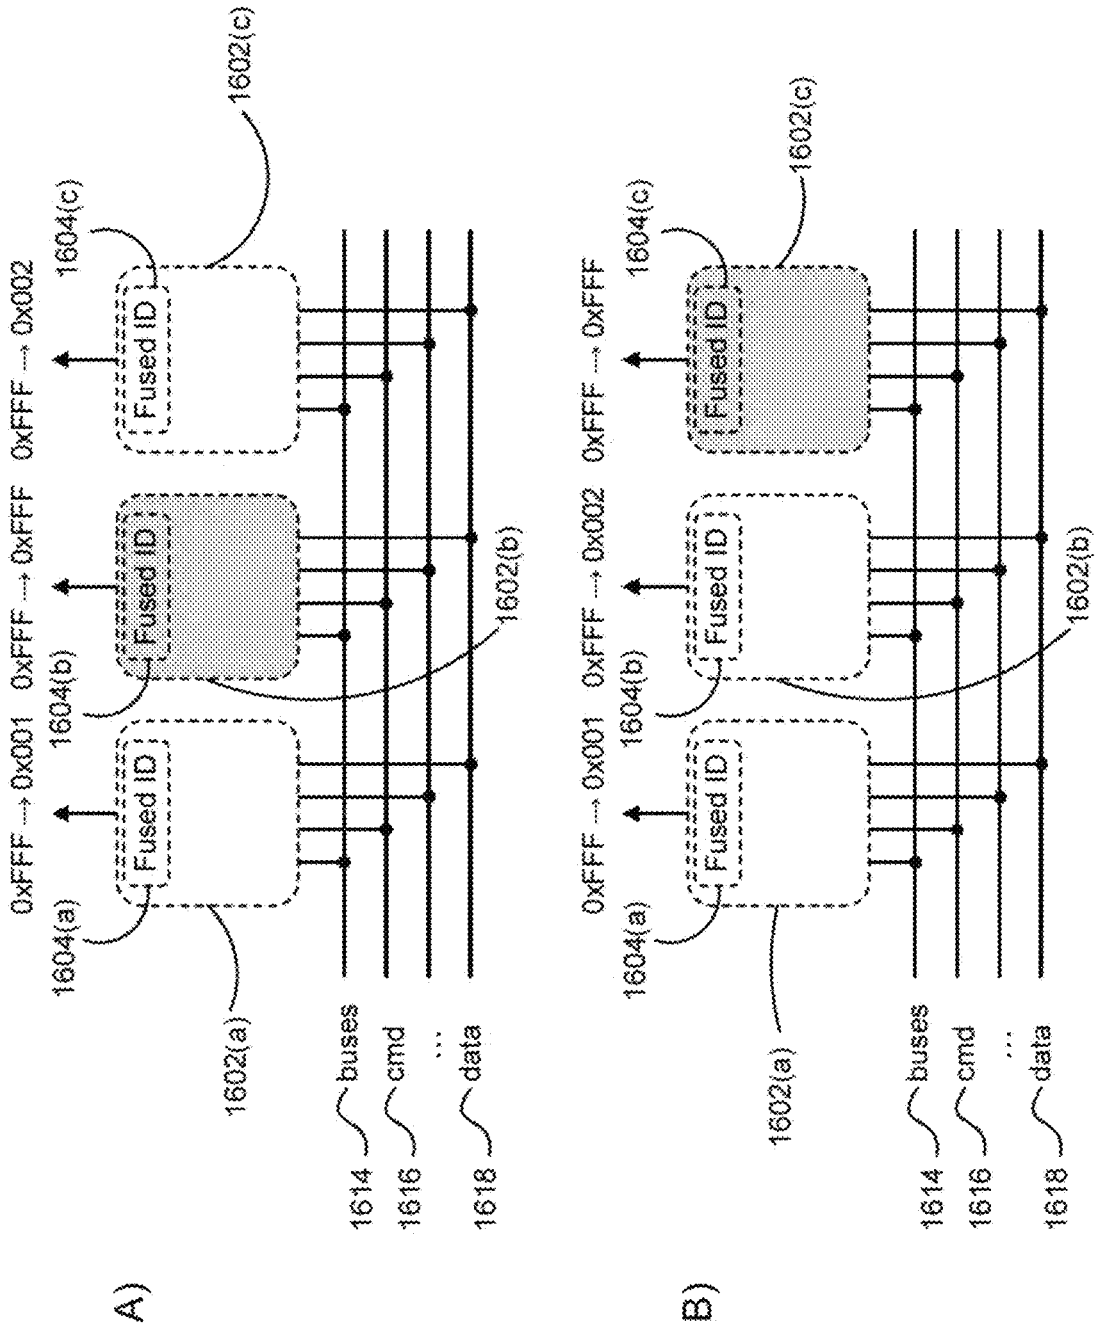 A)
0xFFF → 0x001 0xFFF → 0xFFF 0xFFF → 0x002
1604(a) 1604(b) 1604(c)
Fused ID Fused ID Fused ID
1602(a) 1602(b) 1602(c)
1614 buses
1616 cmd
...
1618 data
B)
0xFFF → 0x001 0xFFF → 0x002 0xFFF → 0xFFF
1604(a) 1604(b) 1604(c)
Fused ID Fused ID Fused ID
1602(a) 1602(b) 1602(c)
1614 buses
1616 cmd
...
1618 data